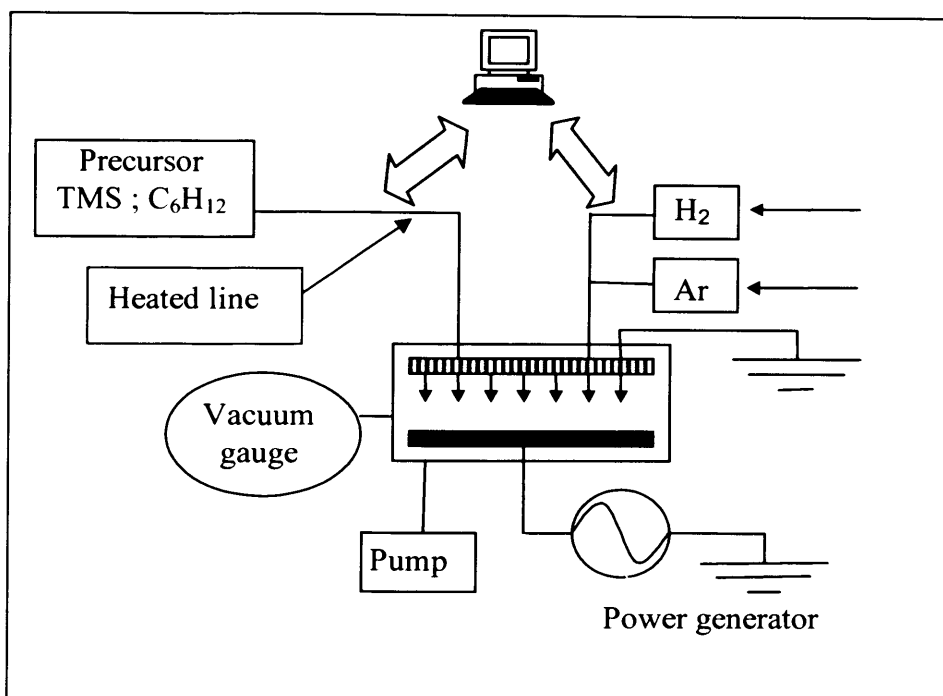 Precursor
TMS ; C₆H₁₂
H₂
Ar
Heated line
Vacuum
gauge
Pump
Power generator